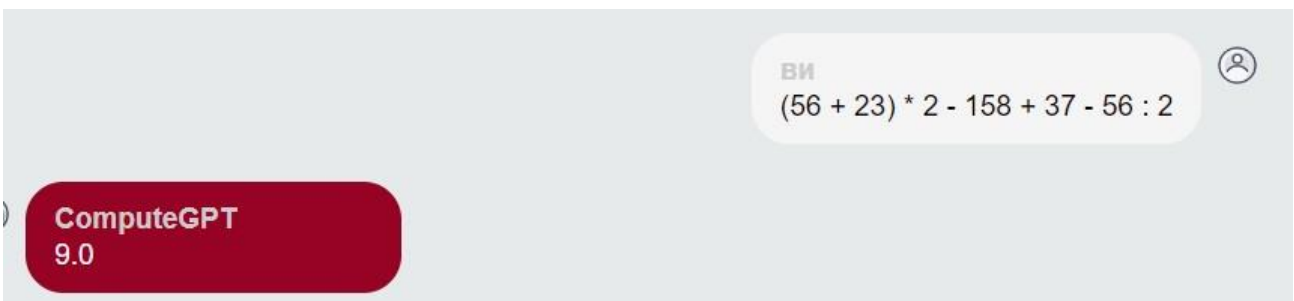 ви
(56 + 23) * 2 - 158 + 37 - 56 : 2
ComputeGPT
9.0